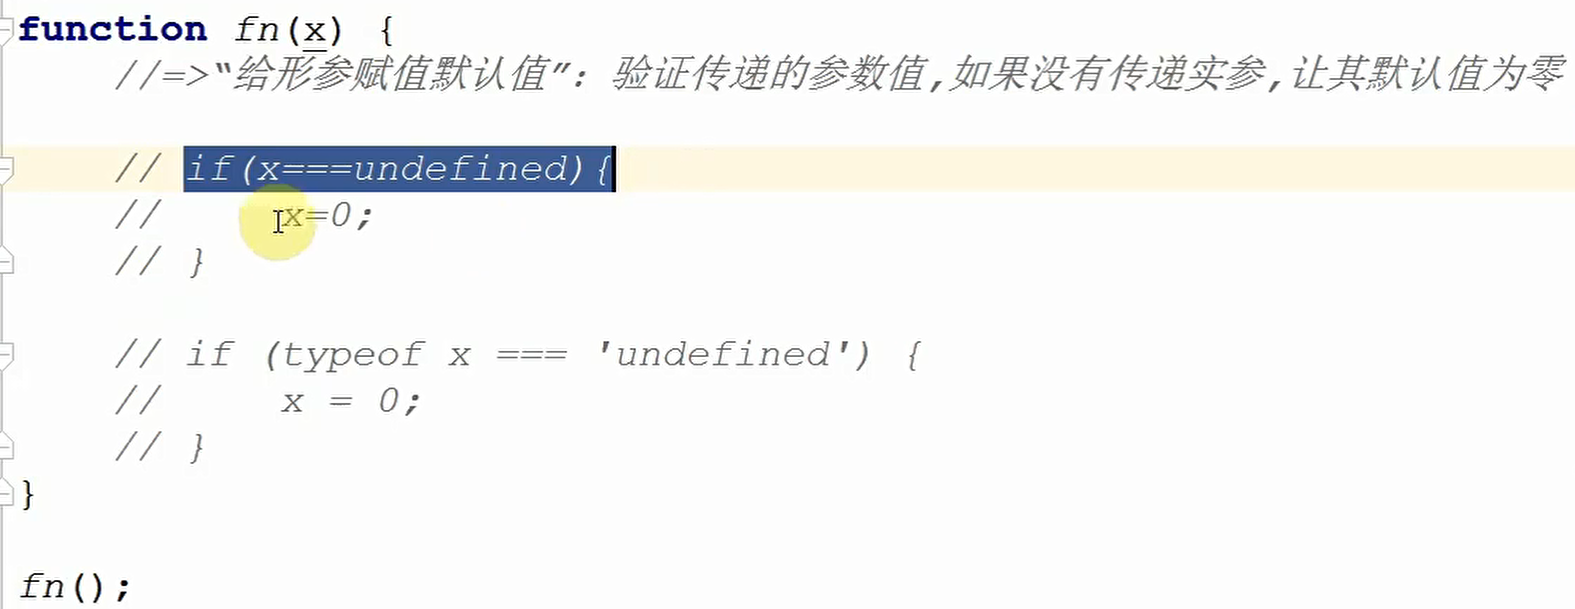 function fn(x) {
//=>“给形参赋值默认值”：验证传递的参数值,如果没有传递实参,让其默认值为零
// if(x===undefined){
//     x=0;
// }
// if (typeof x === 'undefined') {
//     x = 0;
// }
}
fn();